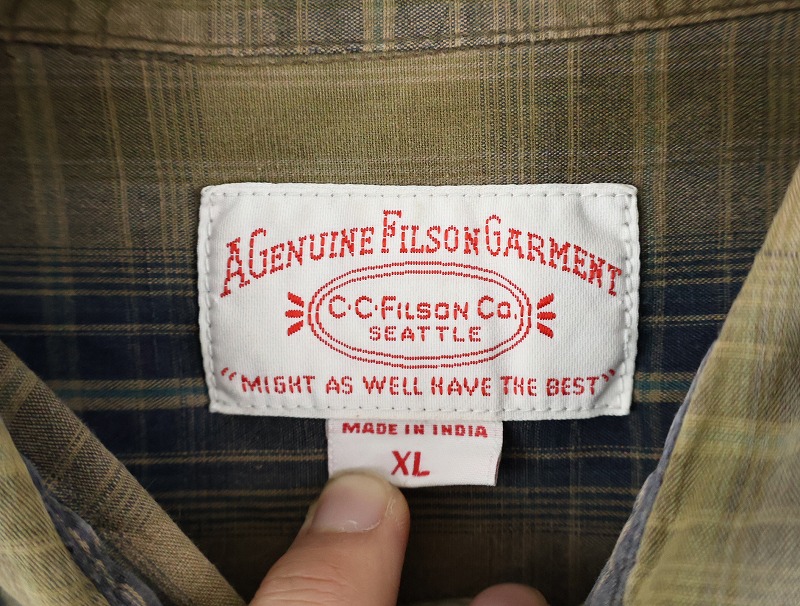 A GENUINE FILSON GARMENT
C·C·FILSON CO.
SEATTLE
"MIGHT AS WELL HAVE THE BEST"
MADE IN INDIA
XL